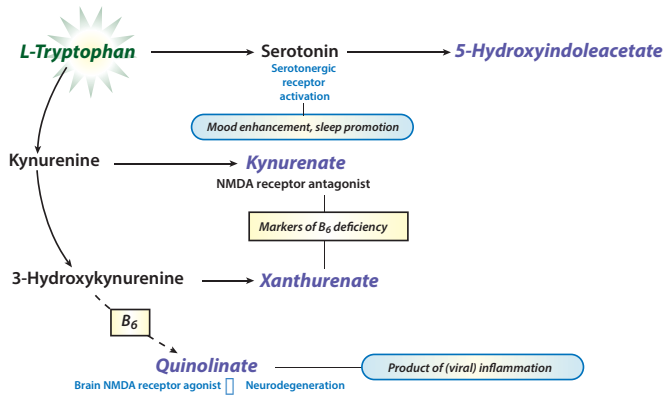 L-Tryptophan
Serotonin
5-Hydroxyindoleacetate
Serotonergic
receptor
activation
Mood enhancement, sleep promotion
Kynurenine
Kynurenate
NMDA receptor antagonist
Markers of B6 deficiency
3-Hydroxykynurenine
Xanthurenate
B6
Quinolinate
Product of (viral) inflammation
Brain NMDA receptor agonist ▯ Neurodegeneration